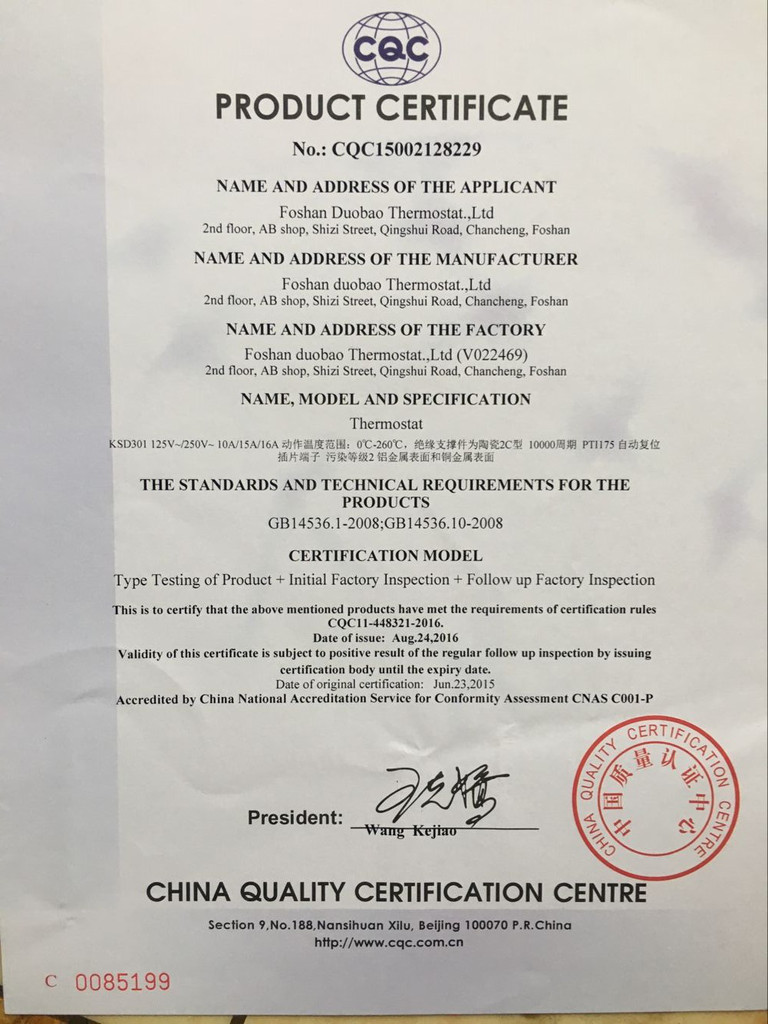 CQC
PRODUCT CERTIFICATE
No.: CQC15002128229
NAME AND ADDRESS OF THE APPLICANT
Foshan Duobao Thermostat.,Ltd
2nd floor, AB shop, Shizi Street, Qingshui Road, Chancheng, Foshan
NAME AND ADDRESS OF THE MANUFACTURER
Foshan duobao Thermostat.,Ltd
2nd floor, AB shop, Shizi Street, Qingshui Road, Chancheng, Foshan
NAME AND ADDRESS OF THE FACTORY
Foshan duobao Thermostat.,Ltd (V022469)
2nd floor, AB shop, Shizi Street, Qingshui Road, Chancheng, Foshan
NAME, MODEL AND SPECIFICATION
Thermostat
KSD301 125V~/250V~ 10A/15A/16A 动作温度范围：0℃-260℃，绝缘支撑件为陶瓷2C型 10000周期 PTI175 自动复位
插片端子 污染等级2 铝金属表面和铜金属表面
THE STANDARDS AND TECHNICAL REQUIREMENTS FOR THE
PRODUCTS
GB14536.1-2008;GB14536.10-2008
CERTIFICATION MODEL
Type Testing of Product + Initial Factory Inspection + Follow up Factory Inspection
This is to certify that the above mentioned products have met the requirements of certification rules
CQC11-448321-2016.
Date of issue: Aug.24,2016
Validity of this certificate is subject to positive result of the regular follow up inspection by issuing
certification body until the expiry date.
Date of original certification: Jun.23,2015
Accredited by China National Accreditation Service for Conformity Assessment CNAS C001-P
CHINA QUALITY CERTIFICATION CENTRE
中国质量认证中心
王克娇
President:
Wang Kejiao
CHINA QUALITY CERTIFICATION CENTRE
Section 9,No.188,Nansihuan Xilu, Beijing 100070 P.R.China
http://www.cqc.com.cn
C 0085199